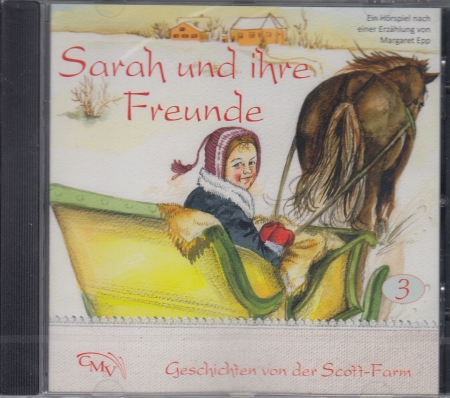 Ein Hörspiel nach
einer Erzählung von
Margaret Epp
Sarah und ihre
Freunde
3
CMV
Geschichten von der Scott-Farm